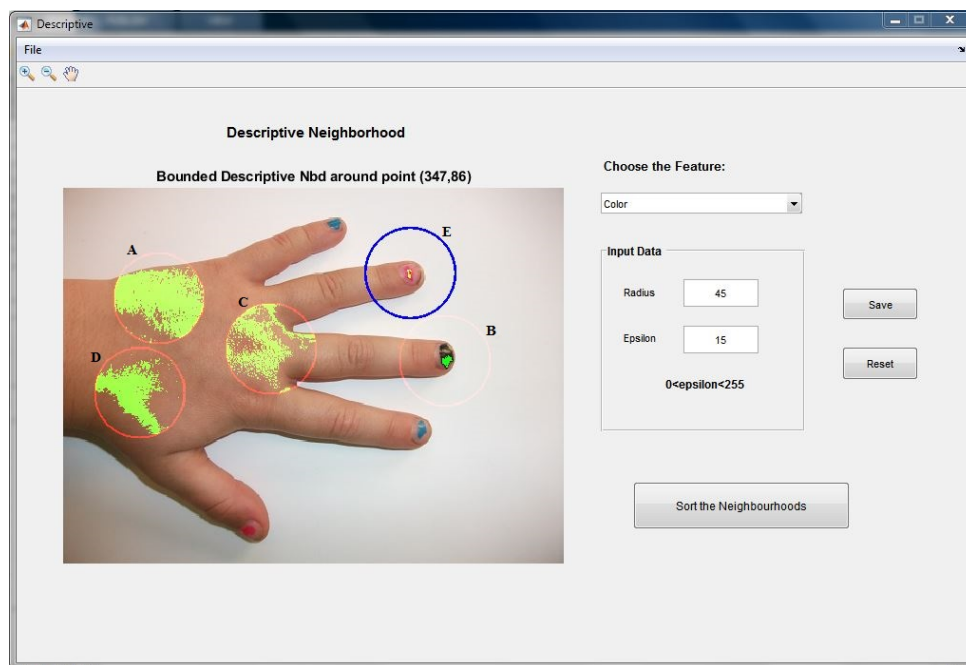 Descriptive
File
Descriptive Neighborhood
Bounded Descriptive Nbd around point (347,86)
A
E
C
B
D
Choose the Feature:
Color
Input Data
Radius 45
Epsilon 15
0<epsilon<255
Save
Reset
Sort the Neighbourhoods